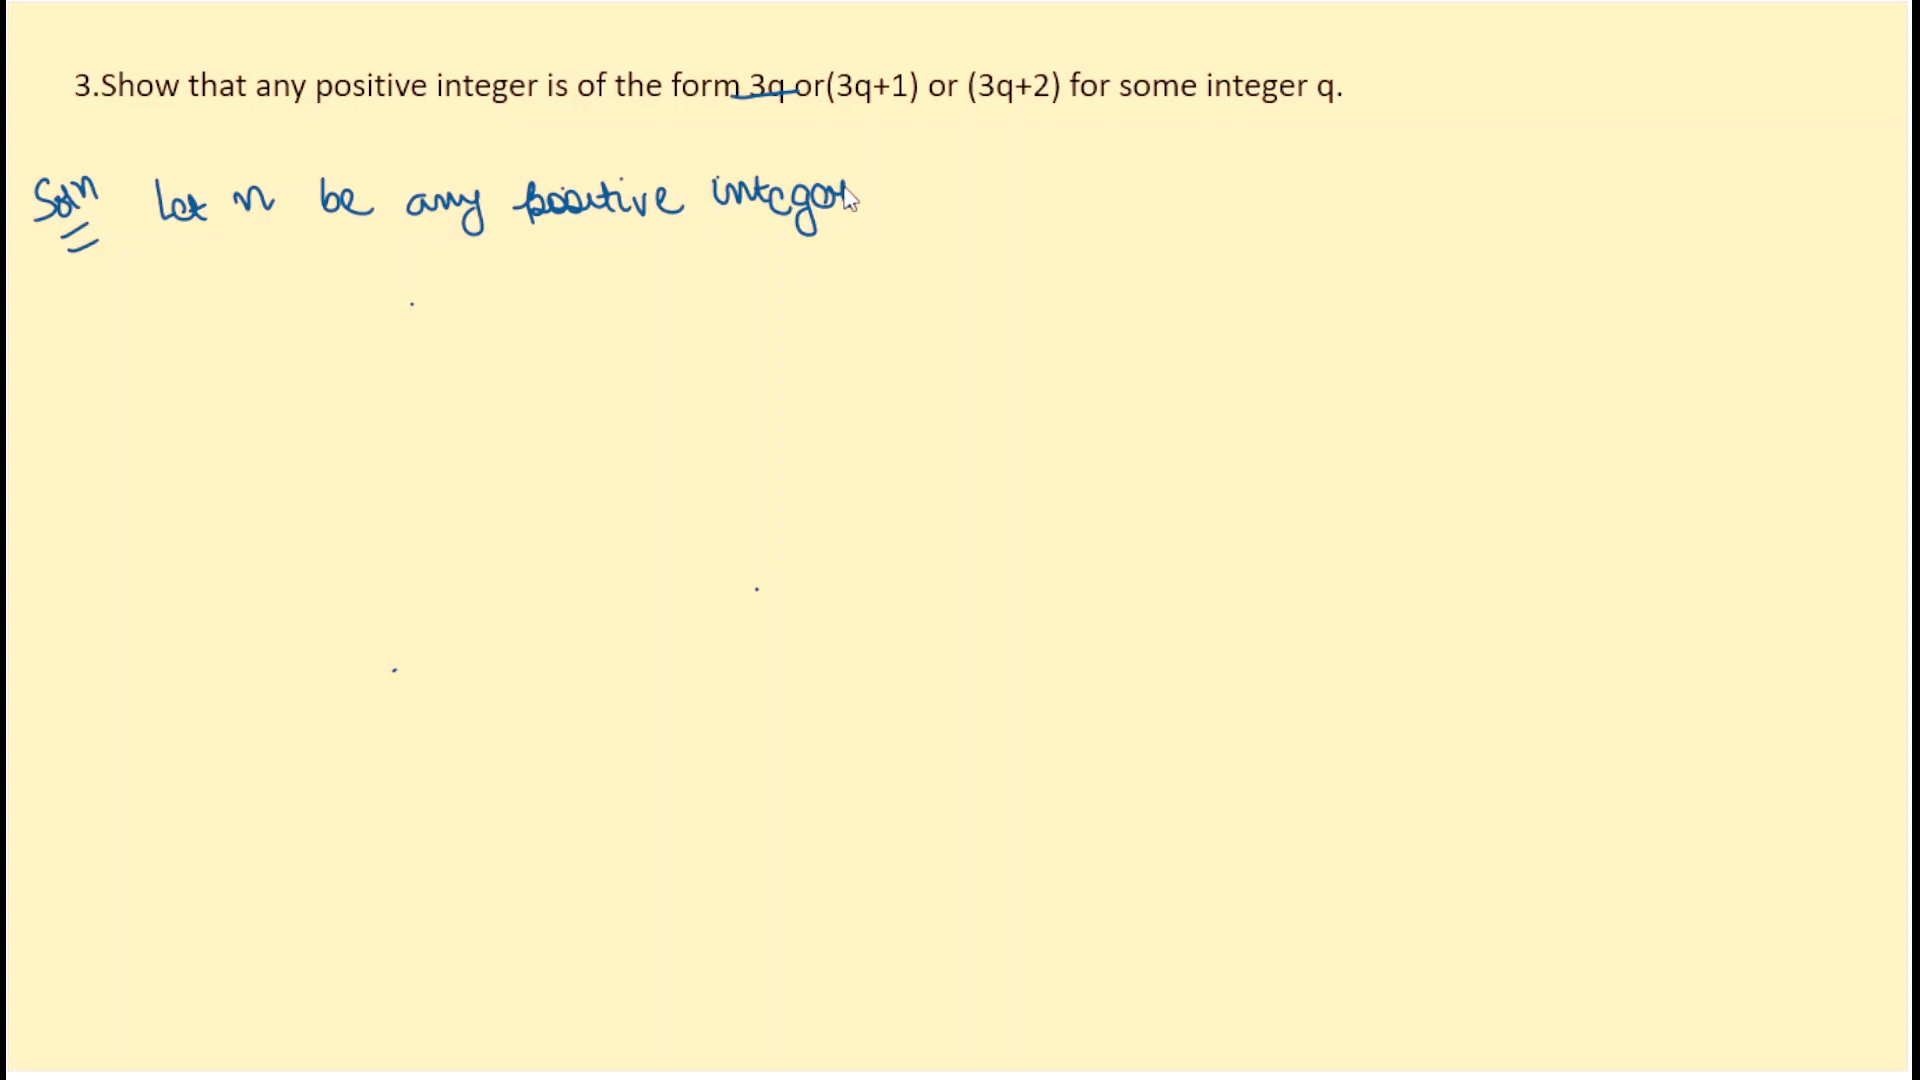 3.Show that any positive integer is of the form 3q or(3q+1) or (3q+2) for some integer q.
Soln Let n be any positive integer